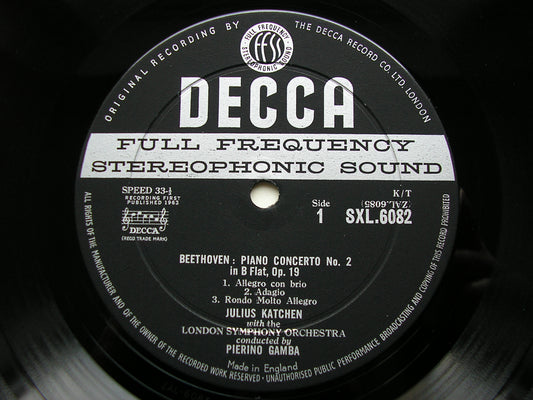 ORIGINAL RECORDING BY THE DECCA RECORD CO. LTD. LONDON
FULL FREQUENCY
STEREOPHONIC SOUND
FFSS
DECCA
FULL FREQUENCY
STEREOPHONIC SOUND
SPEED 33⅓
RECORDING FIRST
PUBLISHED 1963
DECCA
(REGD TRADE MARK)
K/T
(ZAL.6085)
Side
1 SXL.6082
BEETHOVEN : PIANO CONCERTO No. 2
in B Flat, Op. 19
1. Allegro con brio
2. Adagio
3. Rondo Molto Allegro
JULIUS KATCHEN
with the
LONDON SYMPHONY ORCHESTRA
conducted by
PIERINO GAMBA
Made in England
ALL RIGHTS OF THE MANUFACTURER AND OF THE OWNER OF THE RECORDED WORK RESERVED · UNAUTHORISED PUBLIC PERFORMANCE BROADCASTING AND COPYING OF THIS RECORD PROHIBITED